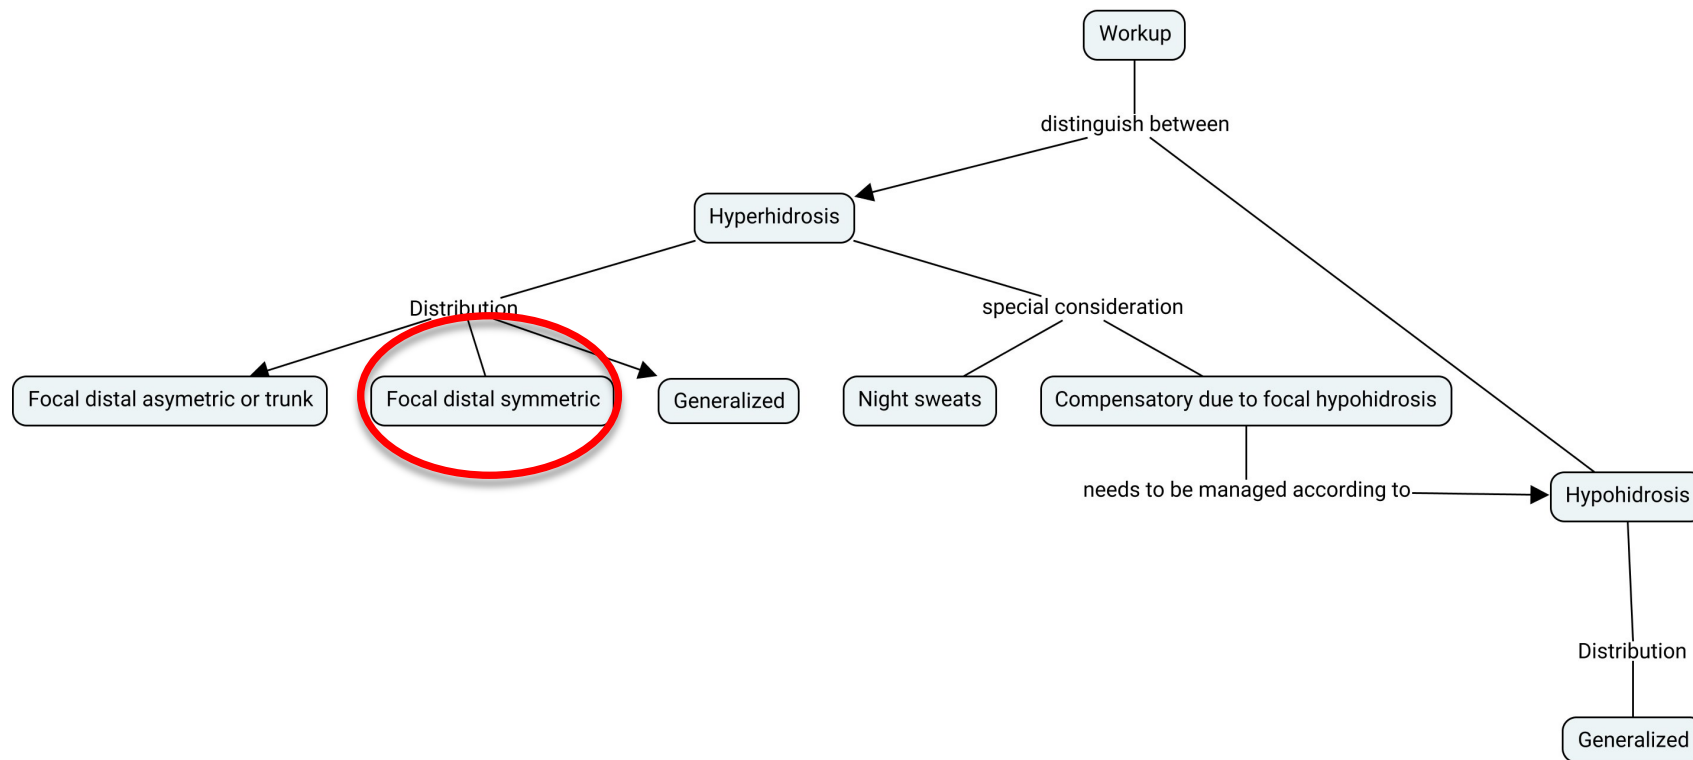 Workup
distinguish between
Hyperhidrosis
Distribution
special consideration
Focal distal asymetric or trunk
Focal distal symmetric
Generalized
Night sweats
Compensatory due to focal hypohidrosis
needs to be managed according to
Hypohidrosis
Distribution
Generalized